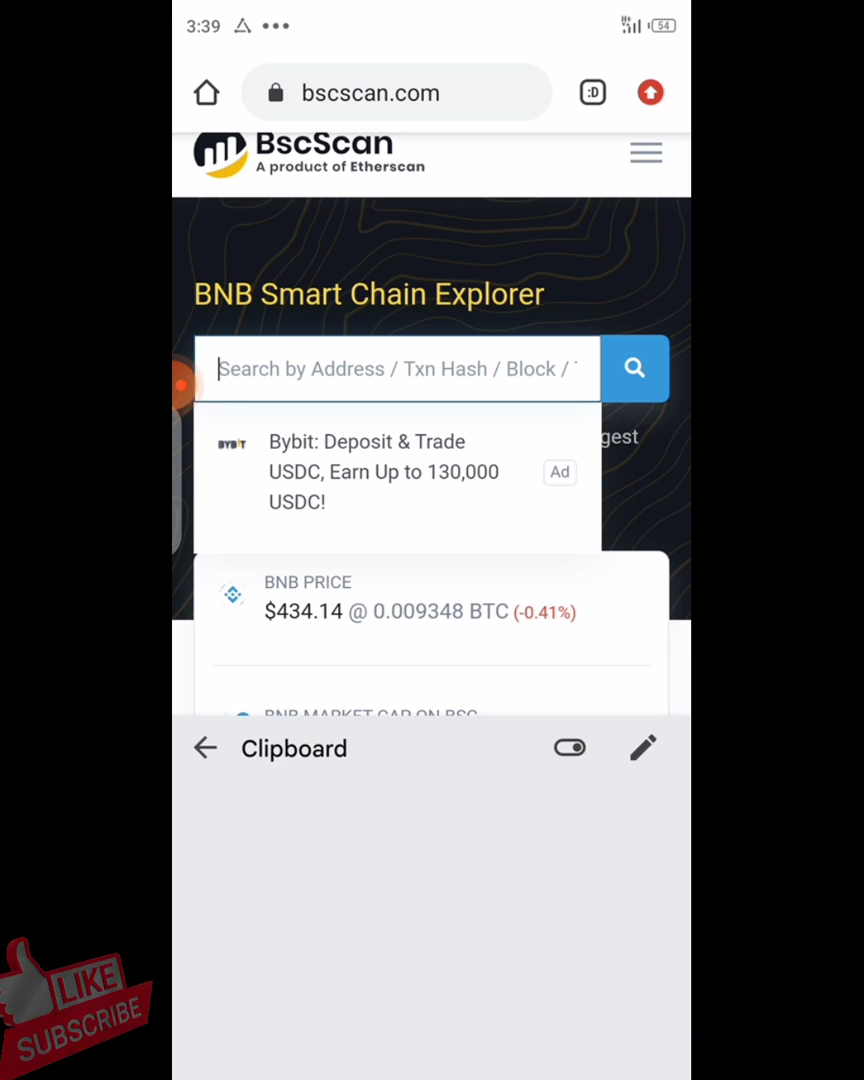 3:39
54
:D
bscscan.com
BscScan
A product of Etherscan
BNB Smart Chain Explorer
Search by Address / Txn Hash / Block /
gest
BYBIT
Bybit: Deposit & Trade
USDC, Earn Up to 130,000
USDC!
Ad
BNB PRICE
$434.14 @ 0.009348 BTC (-0.41%)
BNB MARKET CAP ON BSC
Clipboard
LIKE
SUBSCRIBE